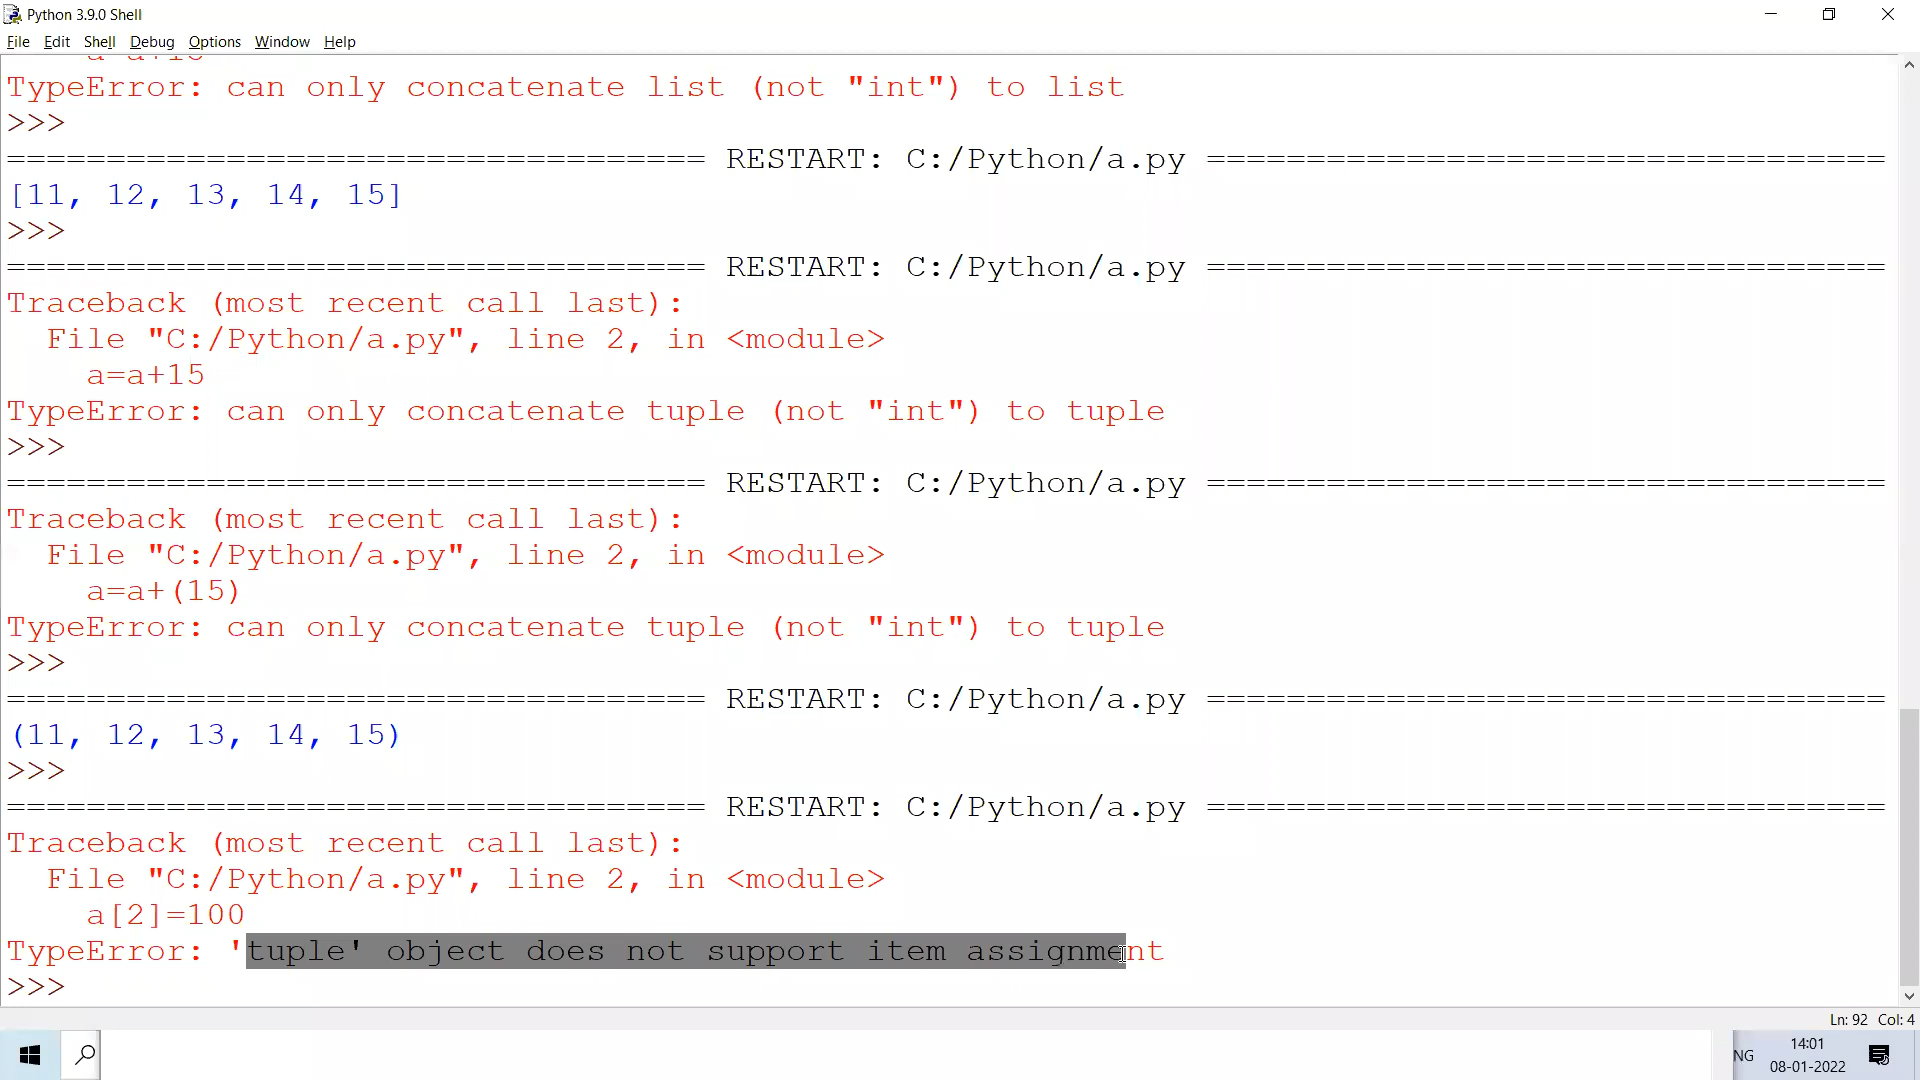 Python 3.9.0 Shell
File Edit Shell Debug Options Window Help
TypeError: can only concatenate list (not "int") to list
>>>
=================================== RESTART: C:/Python/a.py ==================================
[11, 12, 13, 14, 15]
>>>
=================================== RESTART: C:/Python/a.py ==================================
Traceback (most recent call last):
  File "C:/Python/a.py", line 2, in <module>
    a=a+15
TypeError: can only concatenate tuple (not "int") to tuple
>>>
=================================== RESTART: C:/Python/a.py ==================================
Traceback (most recent call last):
  File "C:/Python/a.py", line 2, in <module>
    a=a+(15)
TypeError: can only concatenate tuple (not "int") to tuple
>>>
=================================== RESTART: C:/Python/a.py ==================================
(11, 12, 13, 14, 15)
>>>
=================================== RESTART: C:/Python/a.py ==================================
Traceback (most recent call last):
  File "C:/Python/a.py", line 2, in <module>
    a[2]=100
TypeError: 'tuple' object does not support item assignment
>>>
Ln: 92 Col: 4
NG
14:01
08-01-2022